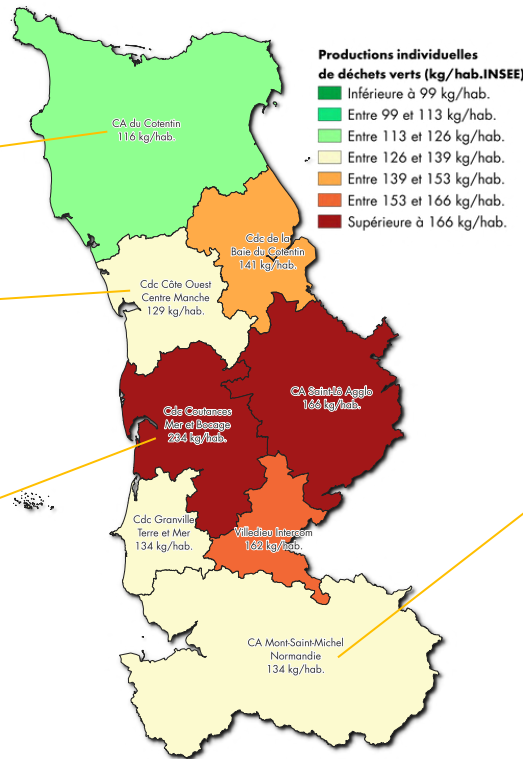 Productions individuelles
de déchets verts (kg/hab.INSEE)
Inférieure à 99 kg/hab.
Entre 99 et 113 kg/hab.
Entre 113 et 126 kg/hab.
Entre 126 et 139 kg/hab.
Entre 139 et 153 kg/hab.
Entre 153 et 166 kg/hab.
Supérieure à 166 kg/hab.
CA du Cotentin
116 kg/hab.
Cdc de la
Baie du Cotentin
141 kg/hab.
Cdc Côte Ouest
Centre Manche
129 kg/hab.
CA Saint-Lô Agglo
166 kg/hab.
Cdc Coutances
Mer et Bocage
234 kg/hab.
Cdc Granville
Terre et Mer
134 kg/hab.
Villedieu Intercom
162 kg/hab.
CA Mont-Saint-Michel
Normandie
134 kg/hab.